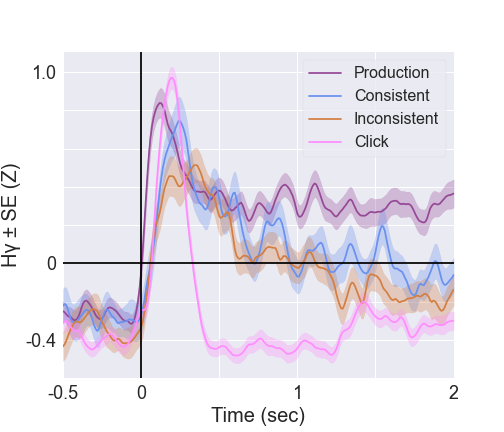 Production
Consistent
Inconsistent
Click
1.0
0
-0.4
Hγ ± SE (Z)
-0.5 0 1 2
Time (sec)